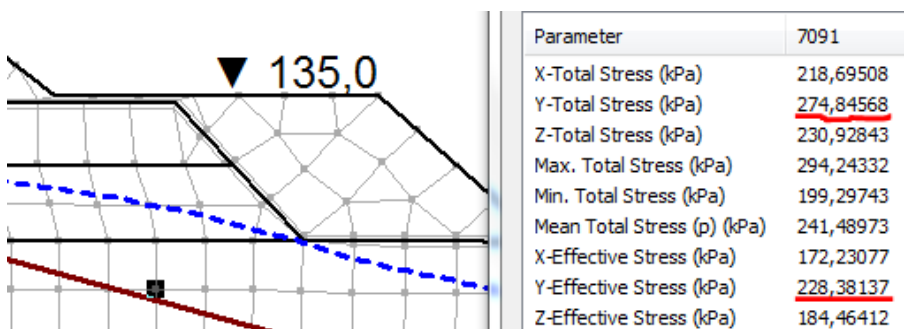 ▼ 135,0
Parameter 7091
X-Total Stress (kPa) 218,69508
Y-Total Stress (kPa) 274,84568
Z-Total Stress (kPa) 230,92843
Max. Total Stress (kPa) 294,24332
Min. Total Stress (kPa) 199,29743
Mean Total Stress (p) (kPa) 241,48973
X-Effective Stress (kPa) 172,23077
Y-Effective Stress (kPa) 228,38137
Z-Effective Stress (kPa) 184,46412